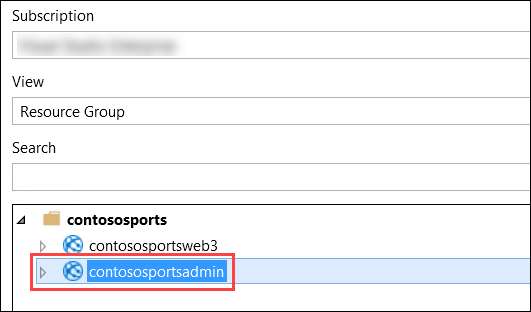 Subscription
View
Resource Group
Search
contososports
contososportsweb3
contososportsadmin